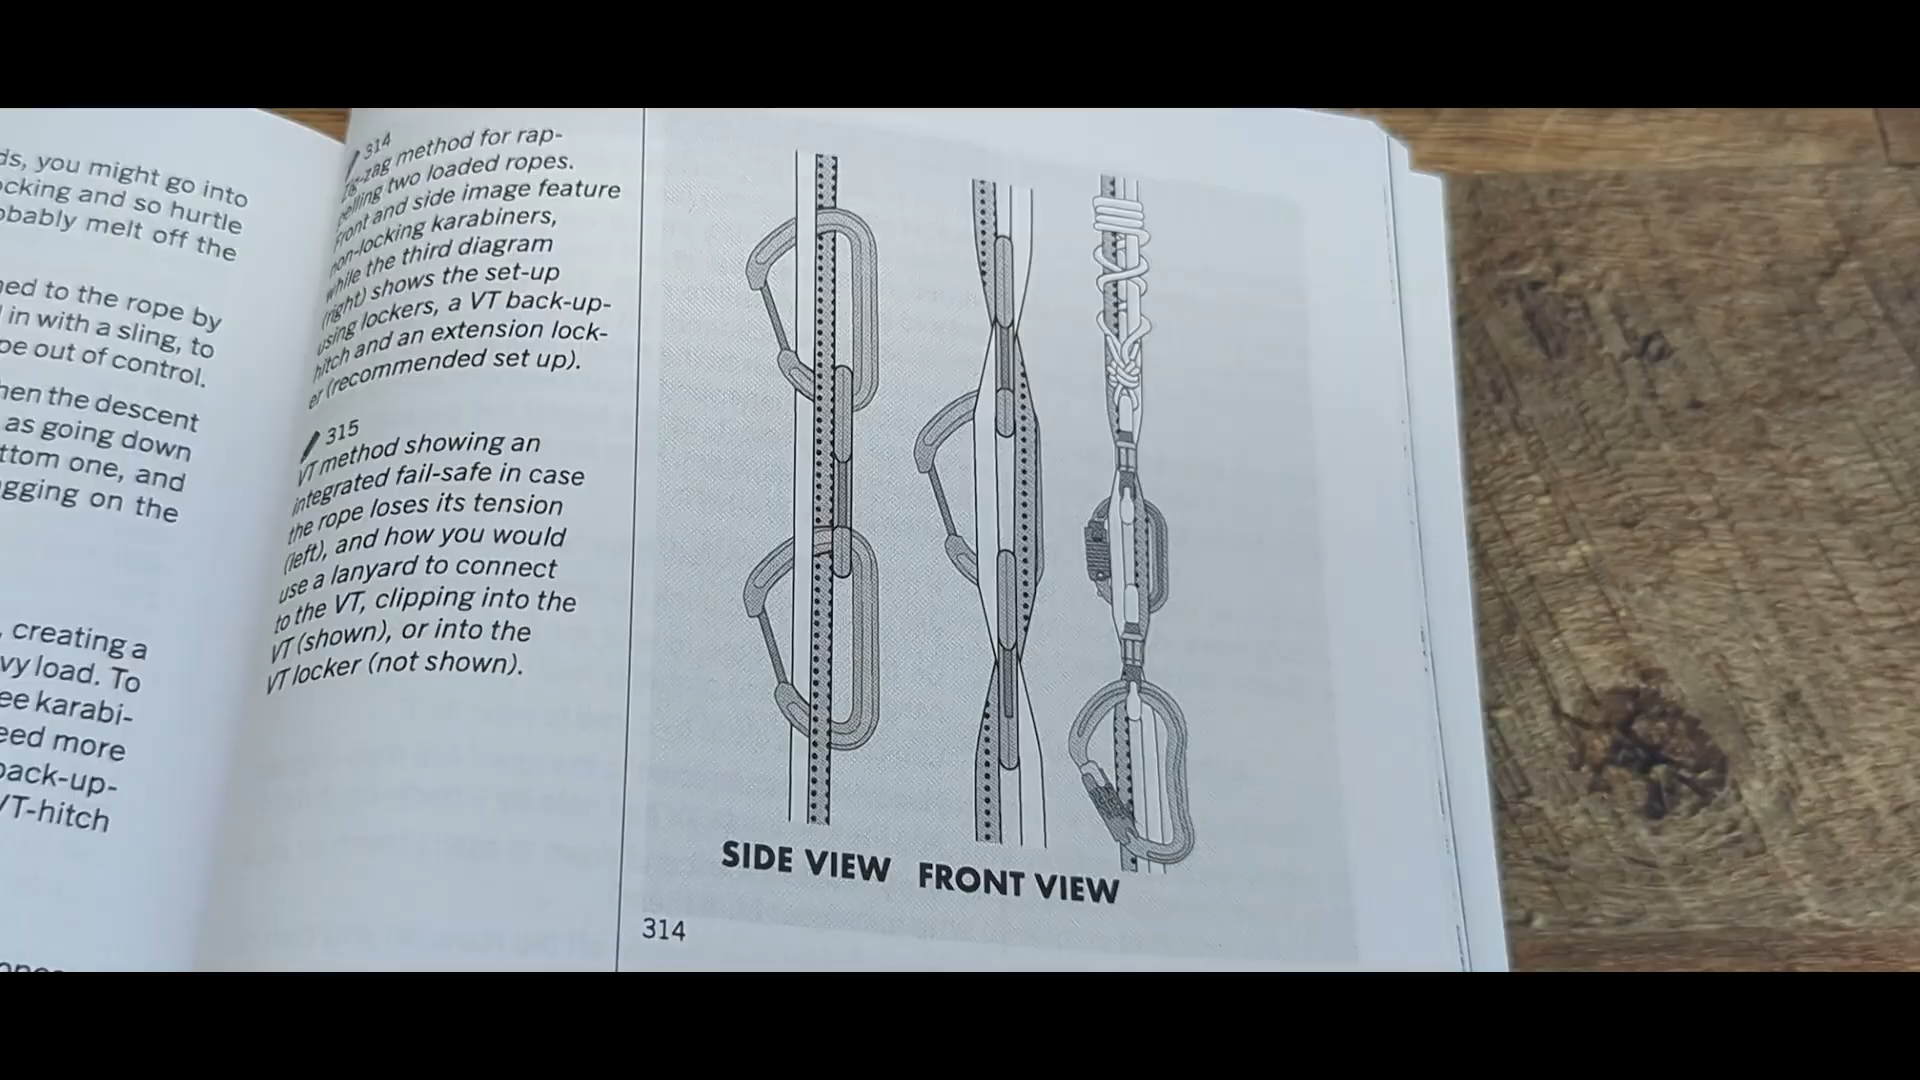 ds, you might go into
ocking and so hurtle
obably melt off the
ned to the rope by
in with a sling, to
pe out of control.
hen the descent
as going down
ttom one, and
gging on the
, creating a
vy load. To
ee karabi-
eed more
back-up-
VT-hitch
314
Zig-zag method for rap-
pelling two loaded ropes.
Front and side image feature
non-locking karabiners,
while the third diagram
(right) shows the set-up
using lockers, a VT back-up-
hitch and an extension lock-
er (recommended set up).
315
VT method showing an
integrated fail-safe in case
the rope loses its tension
(left), and how you would
use a lanyard to connect
to the VT, clipping into the
VT (shown), or into the
VT locker (not shown).
SIDE VIEW FRONT VIEW
314